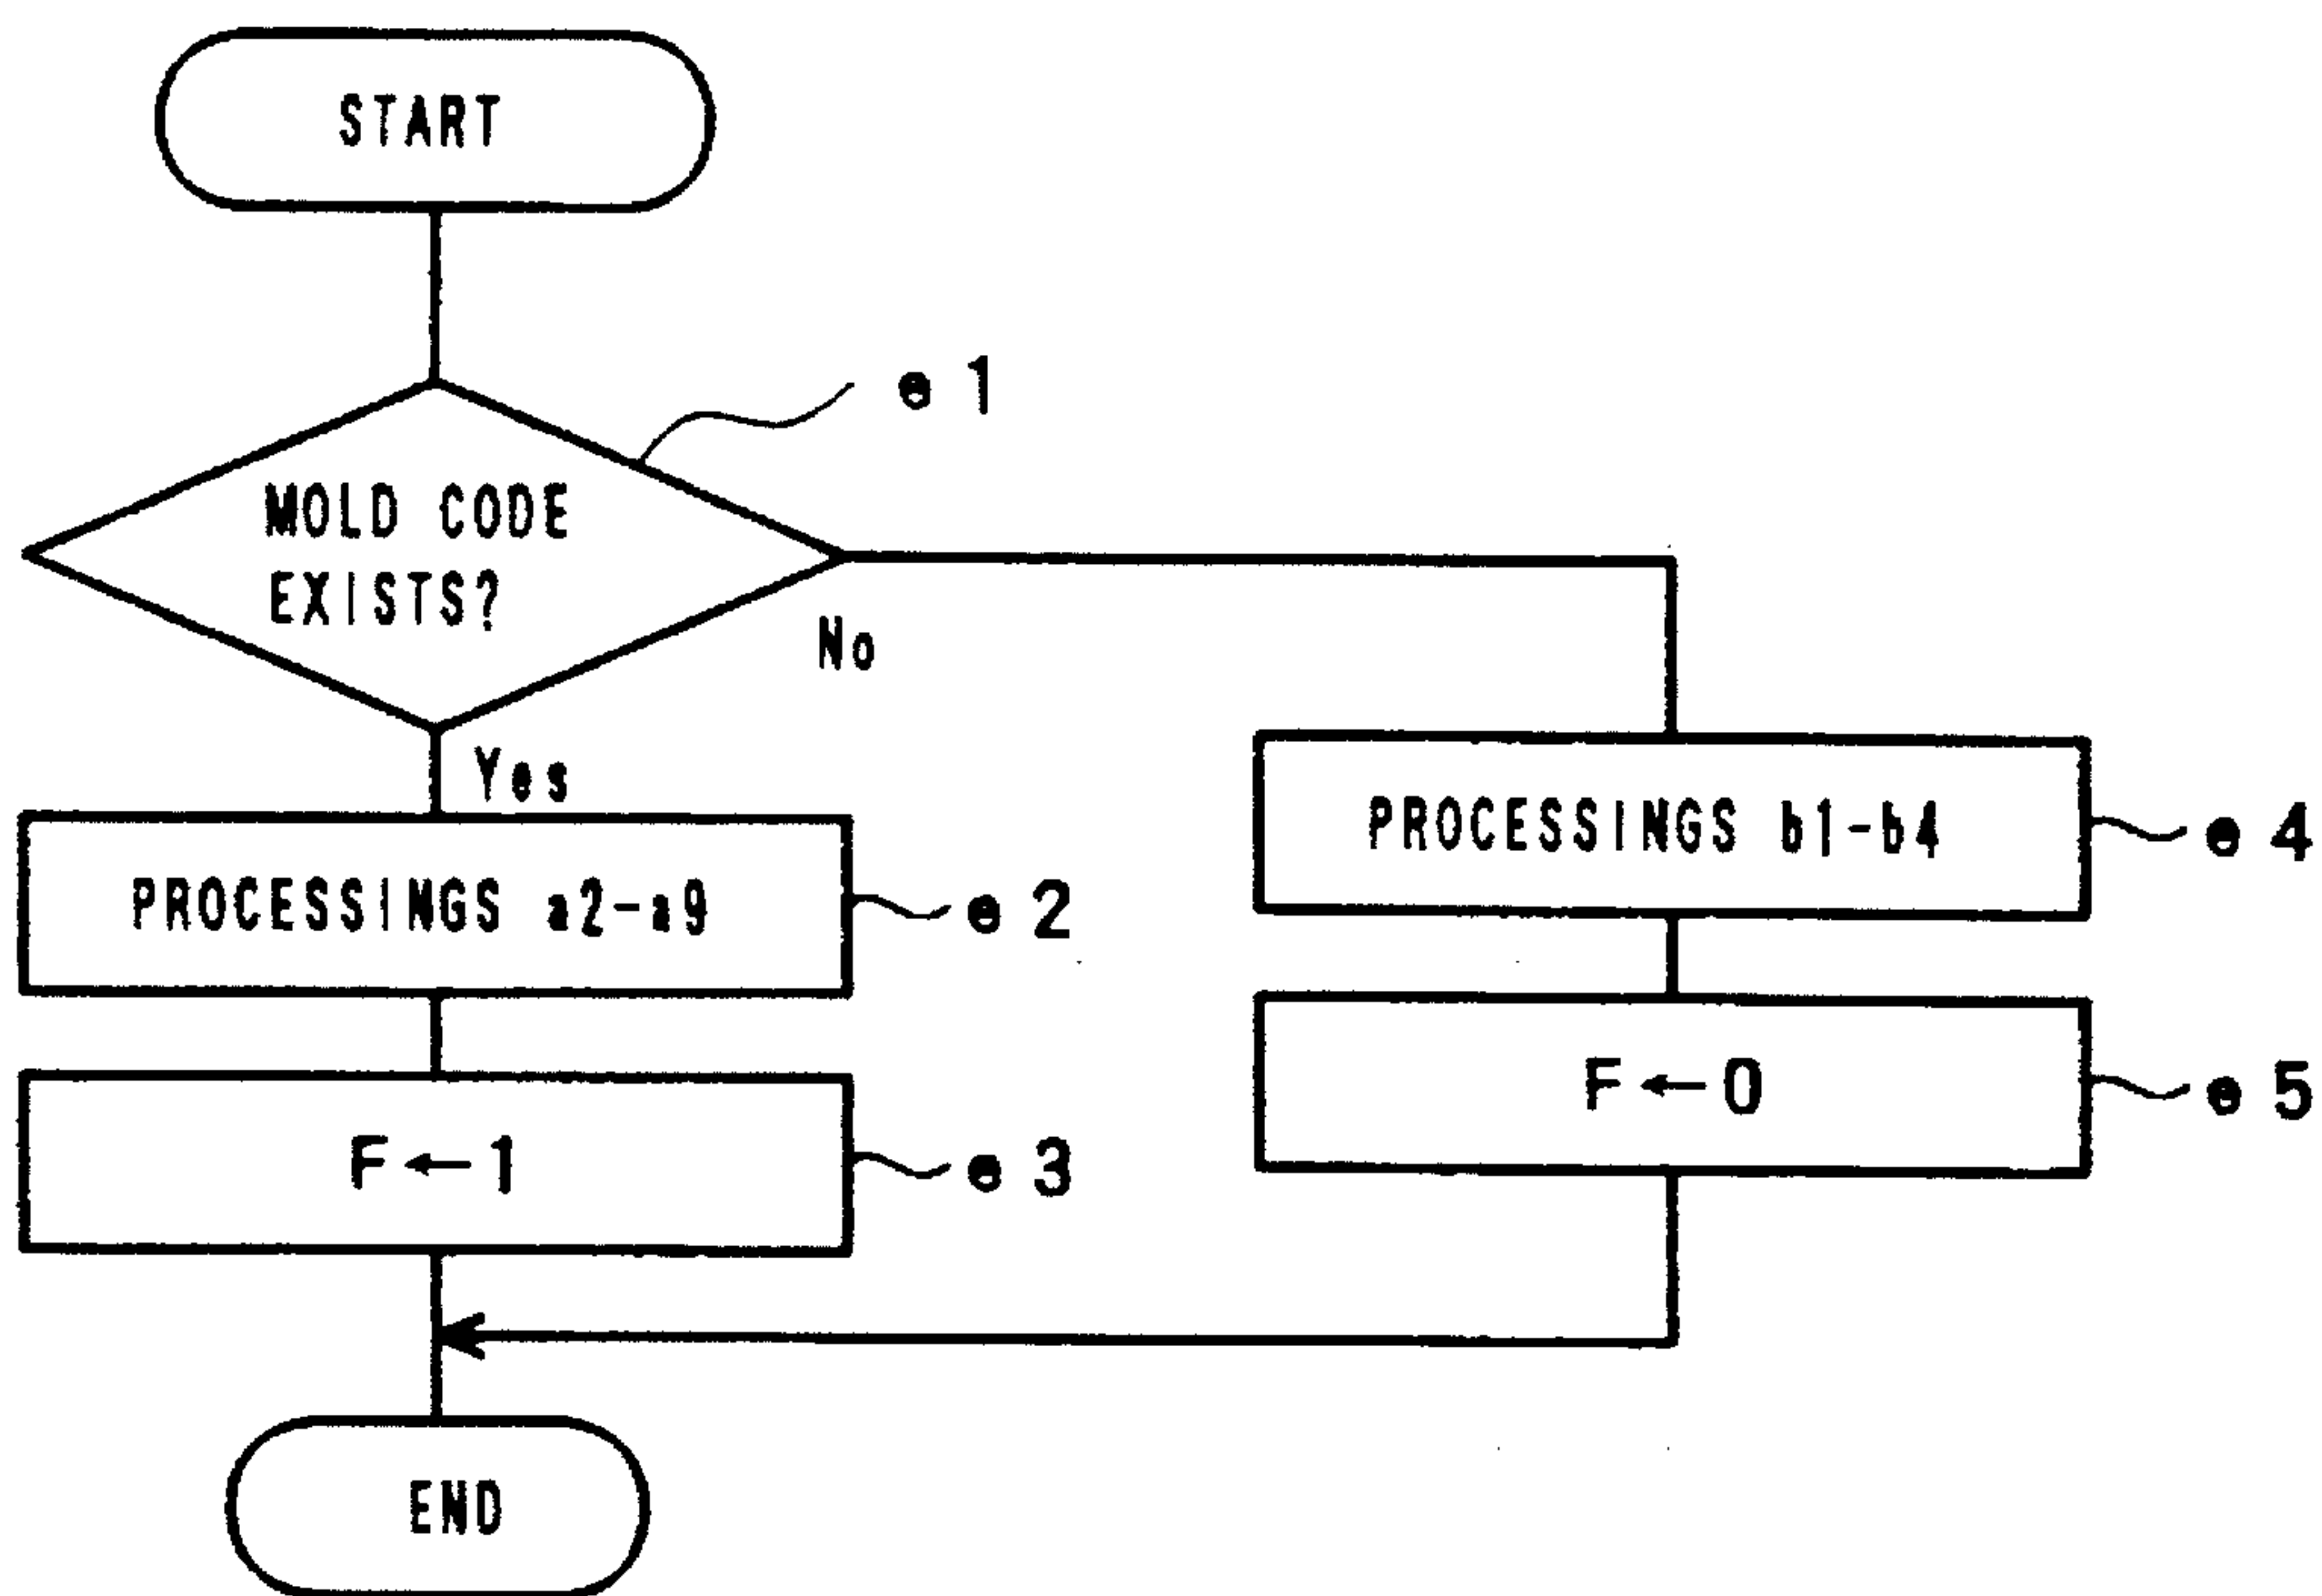 START
e 1
MOLD CODE
EXISTS?
No
Yes
PROCESSINGS a2-a9
e 2
F←1
e 3
PROCESSINGS b1-b4
e 4
F←0
e 5
END